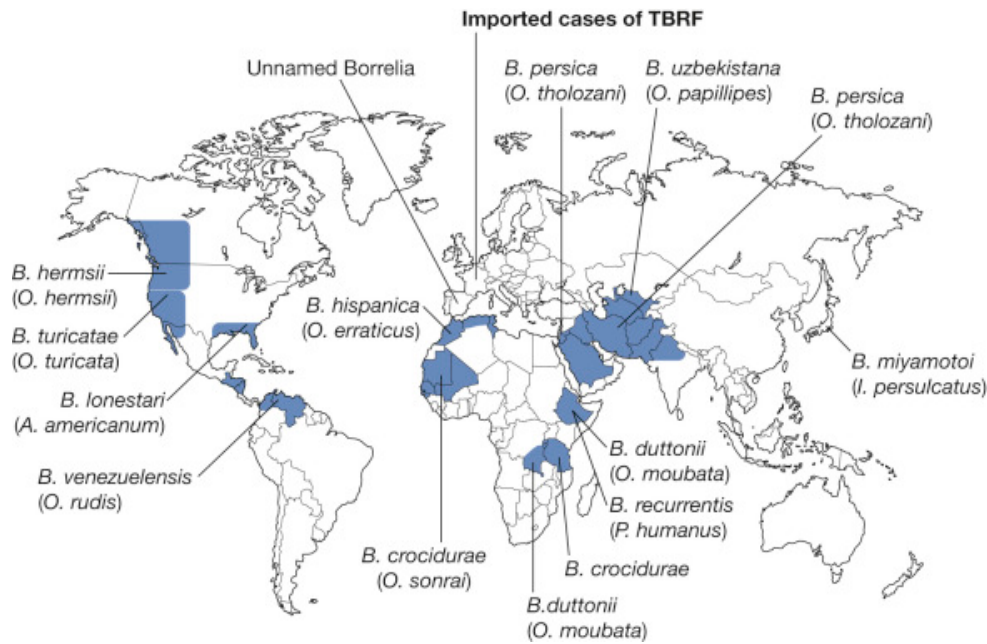 Imported cases of TBRF
Unnamed Borrelia
B. persica
(O. tholozani)
B. uzbekistana
(O. papillipes)
B. persica
(O. tholozani)
B. hermsii
(O. hermsii)
B. turicatae
(O. turicata)
B. lonestari
(A. americanum)
B. venezuelensis
(O. rudis)
B. hispanica
(O. erraticus)
B. miyamotoi
(I. persulcatus)
B. duttonii
(O. moubata)
B. recurrentis
(P. humanus)
B. crocidurae
(O. sonrai)
B. crocidurae
B.duttonii
(O. moubata)